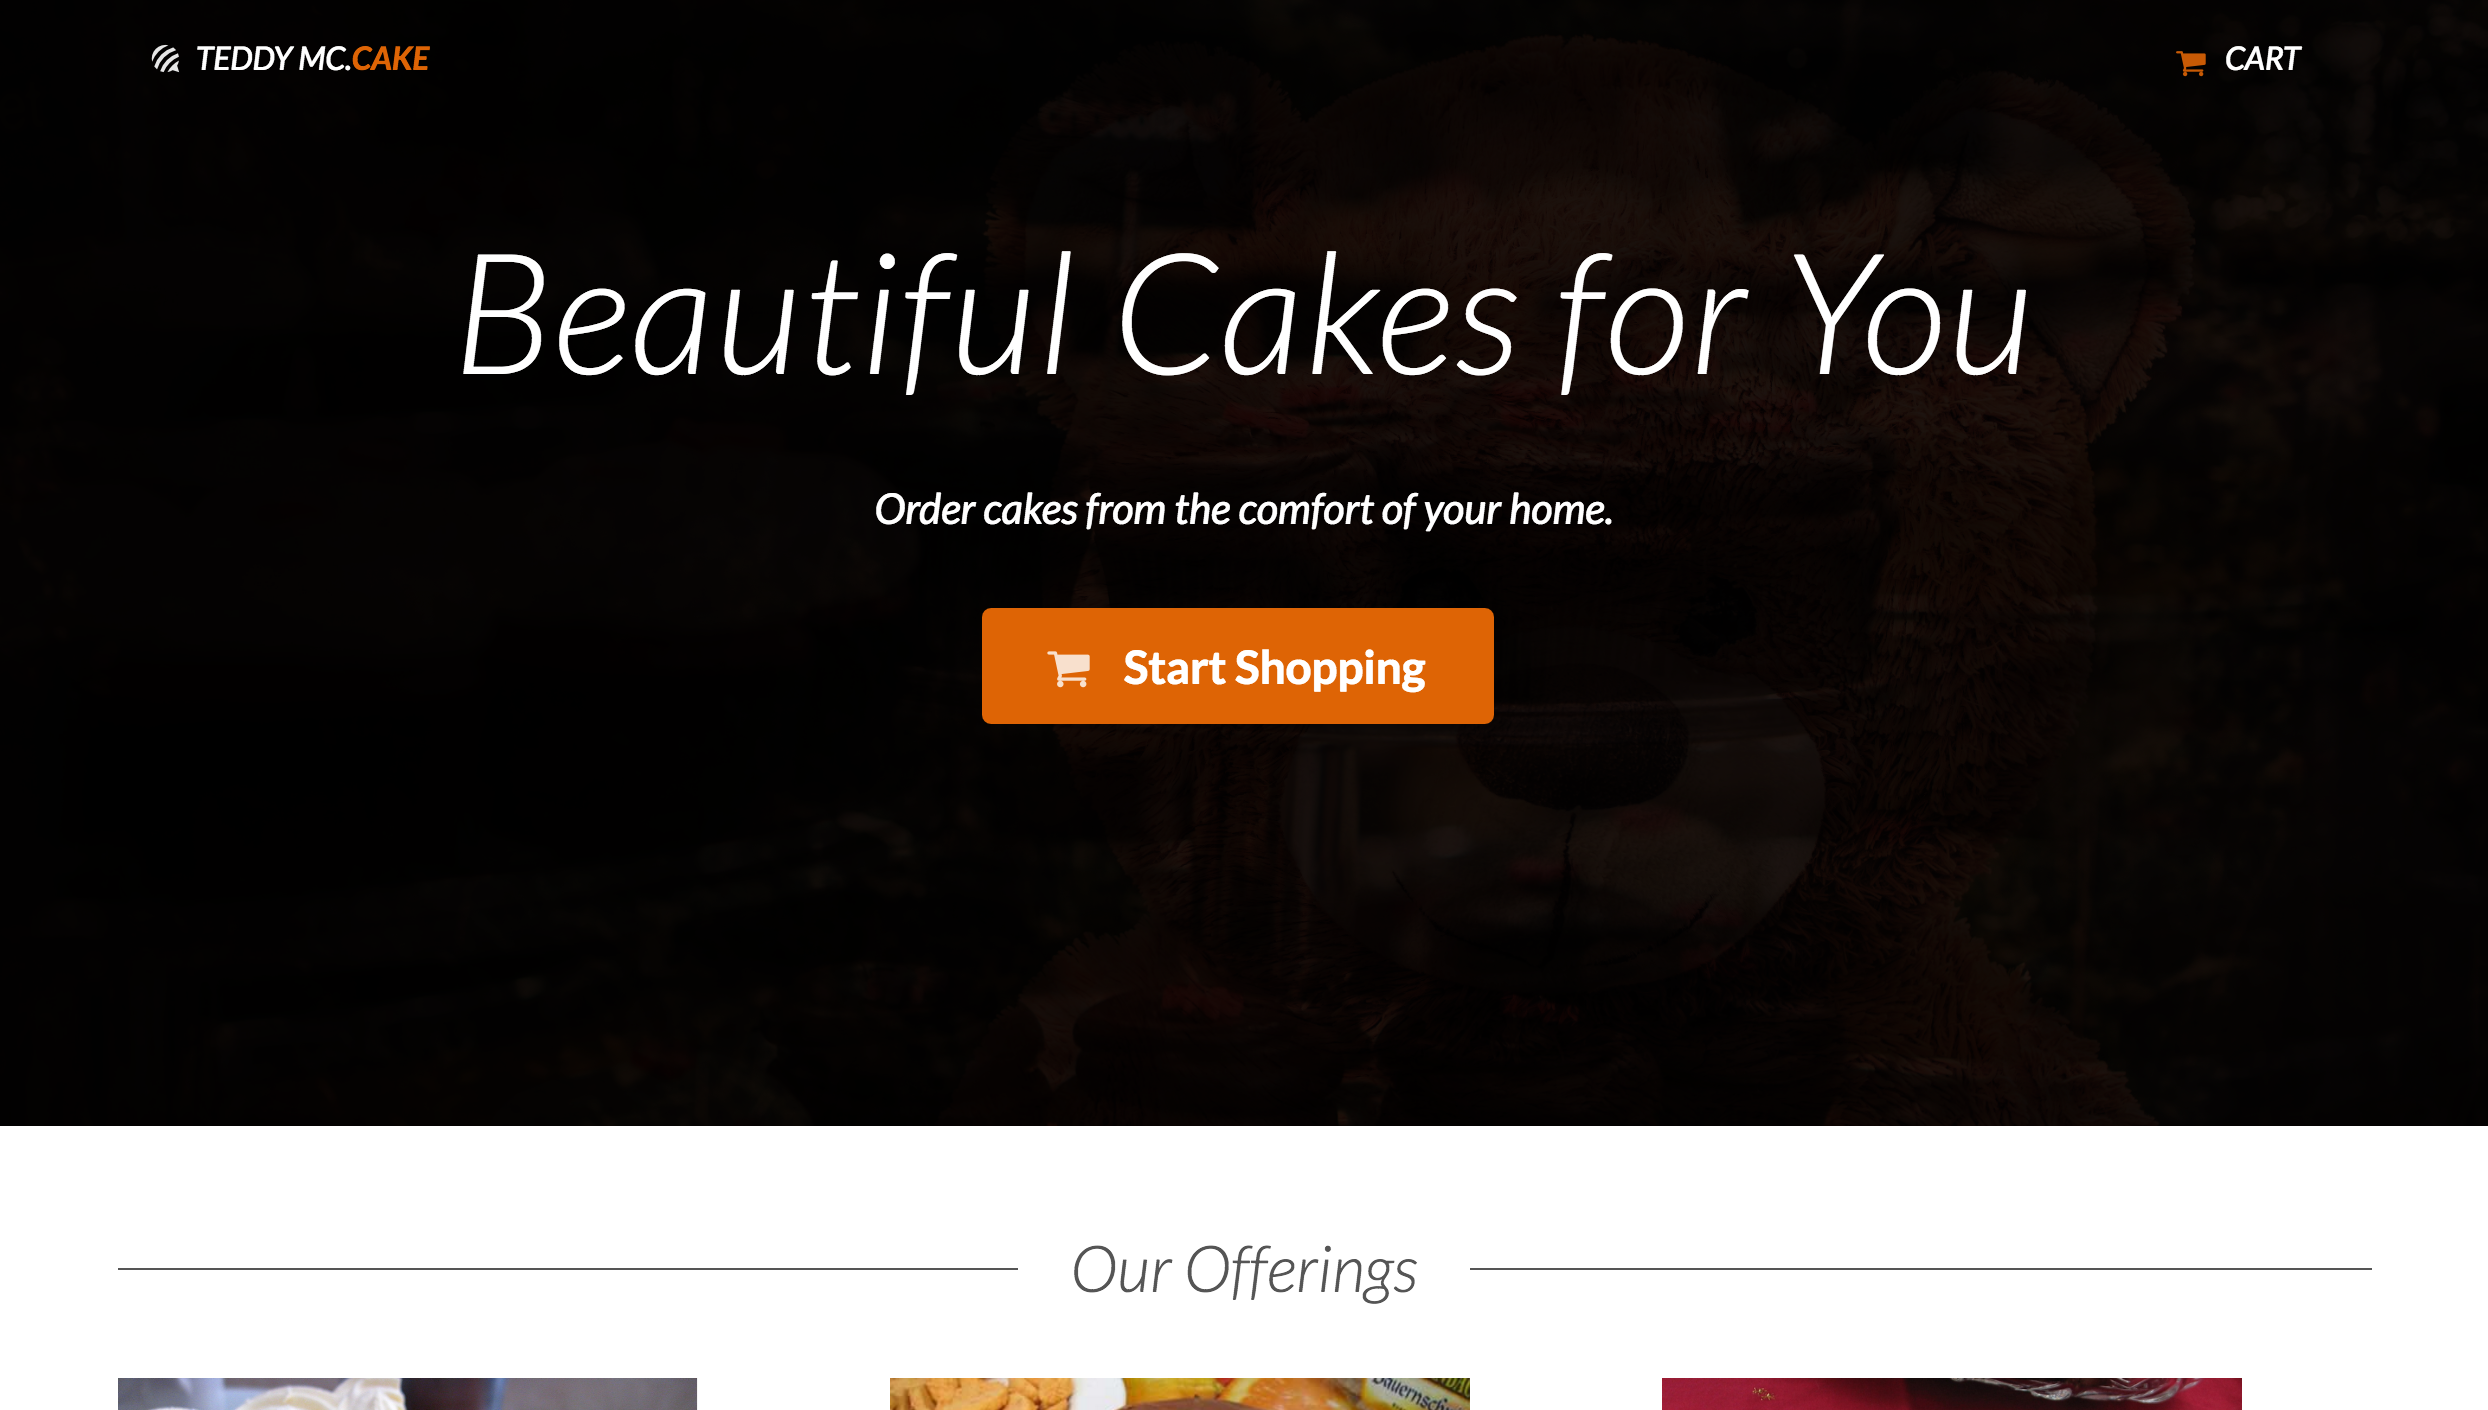 TEDDY MC.CAKE
CART
Beautiful Cakes for You
Order cakes from the comfort of your home.
Start Shopping
Our Offerings